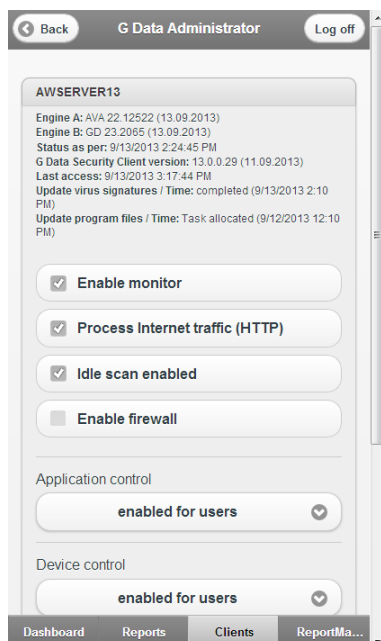 Back
G Data Administrator
Log off
AWSERVER13
Engine A: AVA 22.12522 (13.09.2013)
Engine B: GD 23.2065 (13.09.2013)
Status as per: 9/13/2013 2:24:45 PM
G Data Security Client version: 13.0.0.29 (11.09.2013)
Last access: 9/13/2013 3:17:44 PM
Update virus signatures / Time: completed (9/13/2013 2:10
PM)
Update program files / Time: Task allocated (9/12/2013 12:10
PM)
Enable monitor
Process Internet traffic (HTTP)
Idle scan enabled
Enable firewall
Application control
enabled for users
Device control
enabled for users
Dashboard
Reports
Clients
ReportMa...